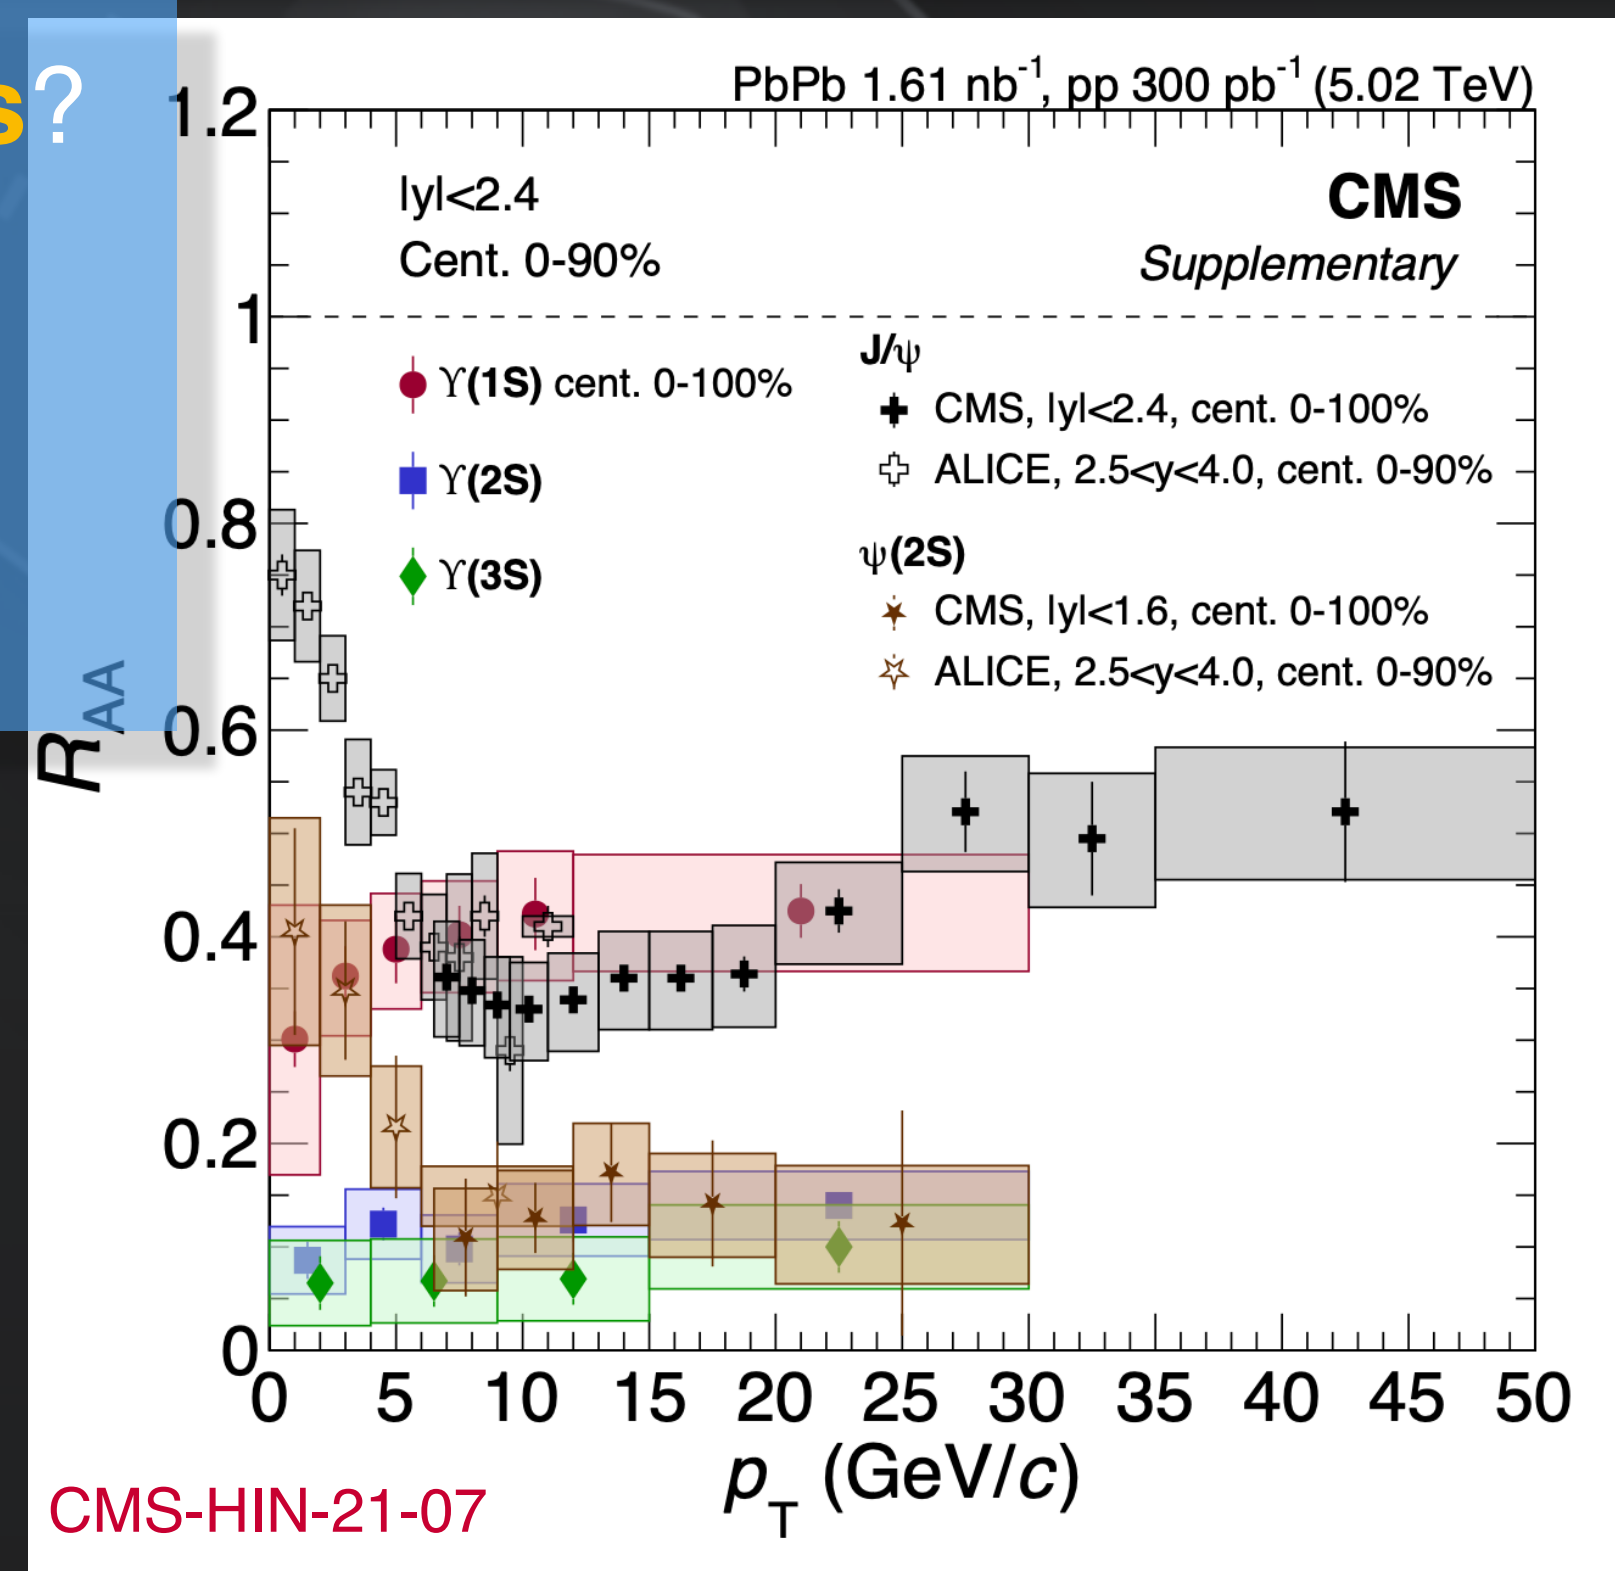 s?
PbPb 1.61 nb-1, pp 300 pb-1 (5.02 TeV)
1.2
|y|<2.4
CMS
Cent. 0-90%
Supplementary
1
J/ψ
ϒ(1S) cent. 0-100%
CMS, |y|<2.4, cent. 0-100%
ϒ(2S)
ALICE, 2.5<y<4.0, cent. 0-90%
0.8
ψ(2S)
ϒ(3S)
CMS, |y|<1.6, cent. 0-100%
ALICE, 2.5<y<4.0, cent. 0-90%
RAA
0.6
0.4
0.2
0
0 5 10 15 20 25 30 35 40 45 50
pT (GeV/c)
CMS-HIN-21-07